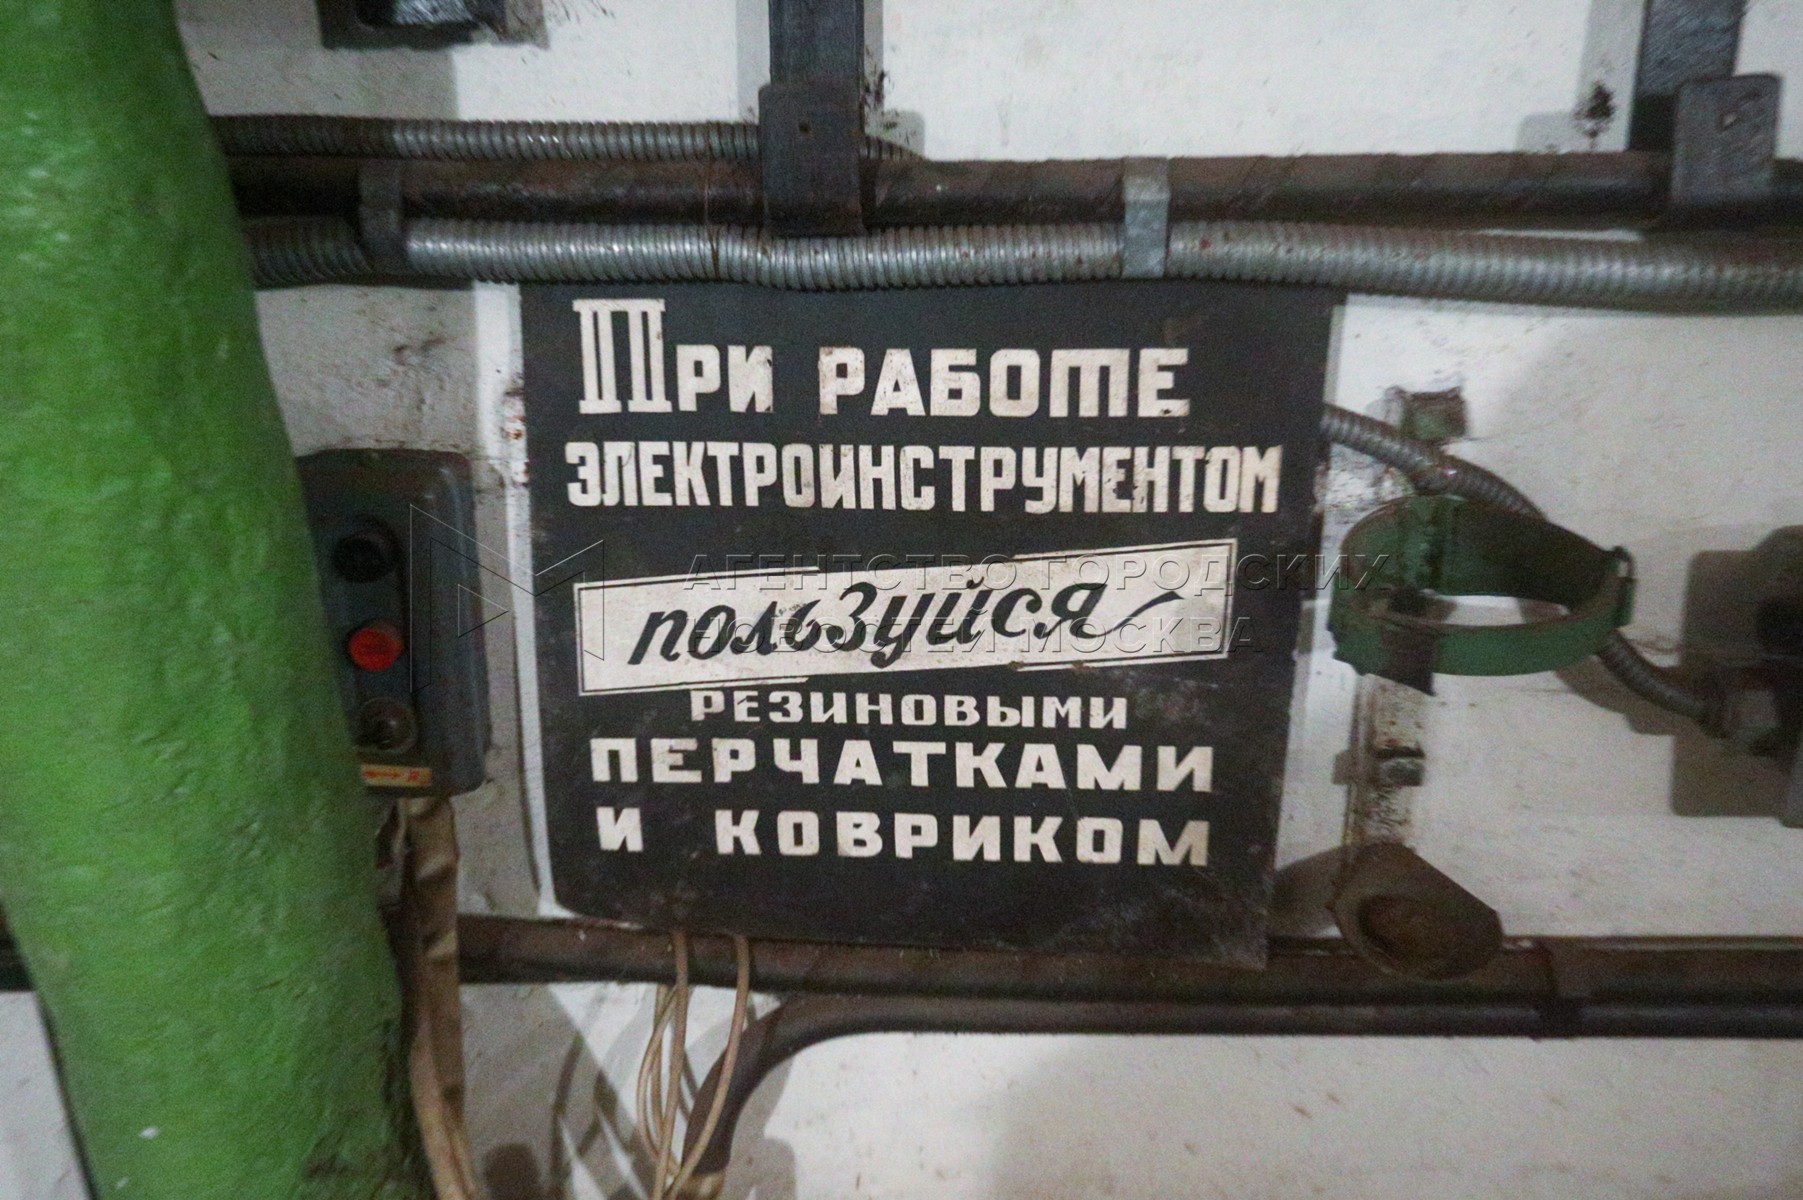 При работе
электроинструментом
пользуйся
резиновыми
перчатками
и ковриком
АГЕНТСТВО ГОРОДСКИХ
НОВОСТЕЙ МОСКВА